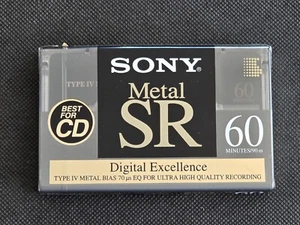 SONY
TYPE IV M
60
Metal
BEST
FOR
CD
SR
60
MINUTES/90 m
Digital Excellence
TYPE IV METAL BIAS 70 µs EQ FOR ULTRA HIGH QUALITY RECORDING